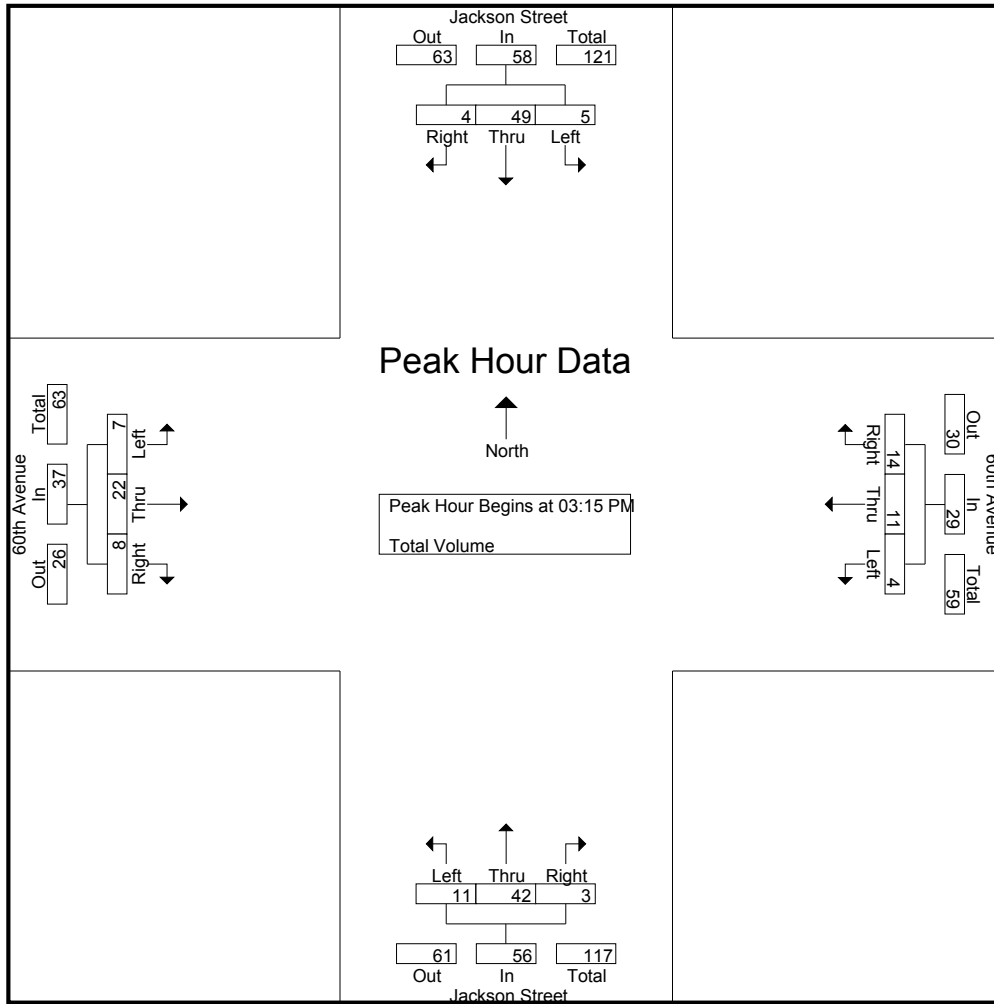 Jackson Street
Out In Total
63 58 121
4 49 5
Right Thru Left
Peak Hour Data
North
Peak Hour Begins at 03:15 PM
Total Volume
60th Avenue
Out In Total
26 37 63
7 22 8
Left Thru Right
60th Avenue
Out In Total
30 29 59
14 11 4
Right Thru Left
Left Thru Right
11 42 3
61 56 117
Out In Total
Jackson Street